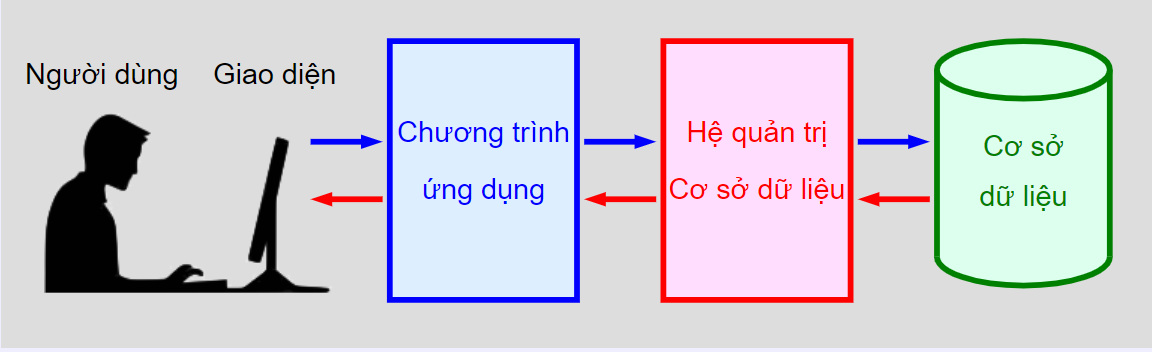 Người dùng
Giao diện
Chương trình
ứng dụng
Hệ quản trị
Cơ sở dữ liệu
Cơ sở
dữ liệu